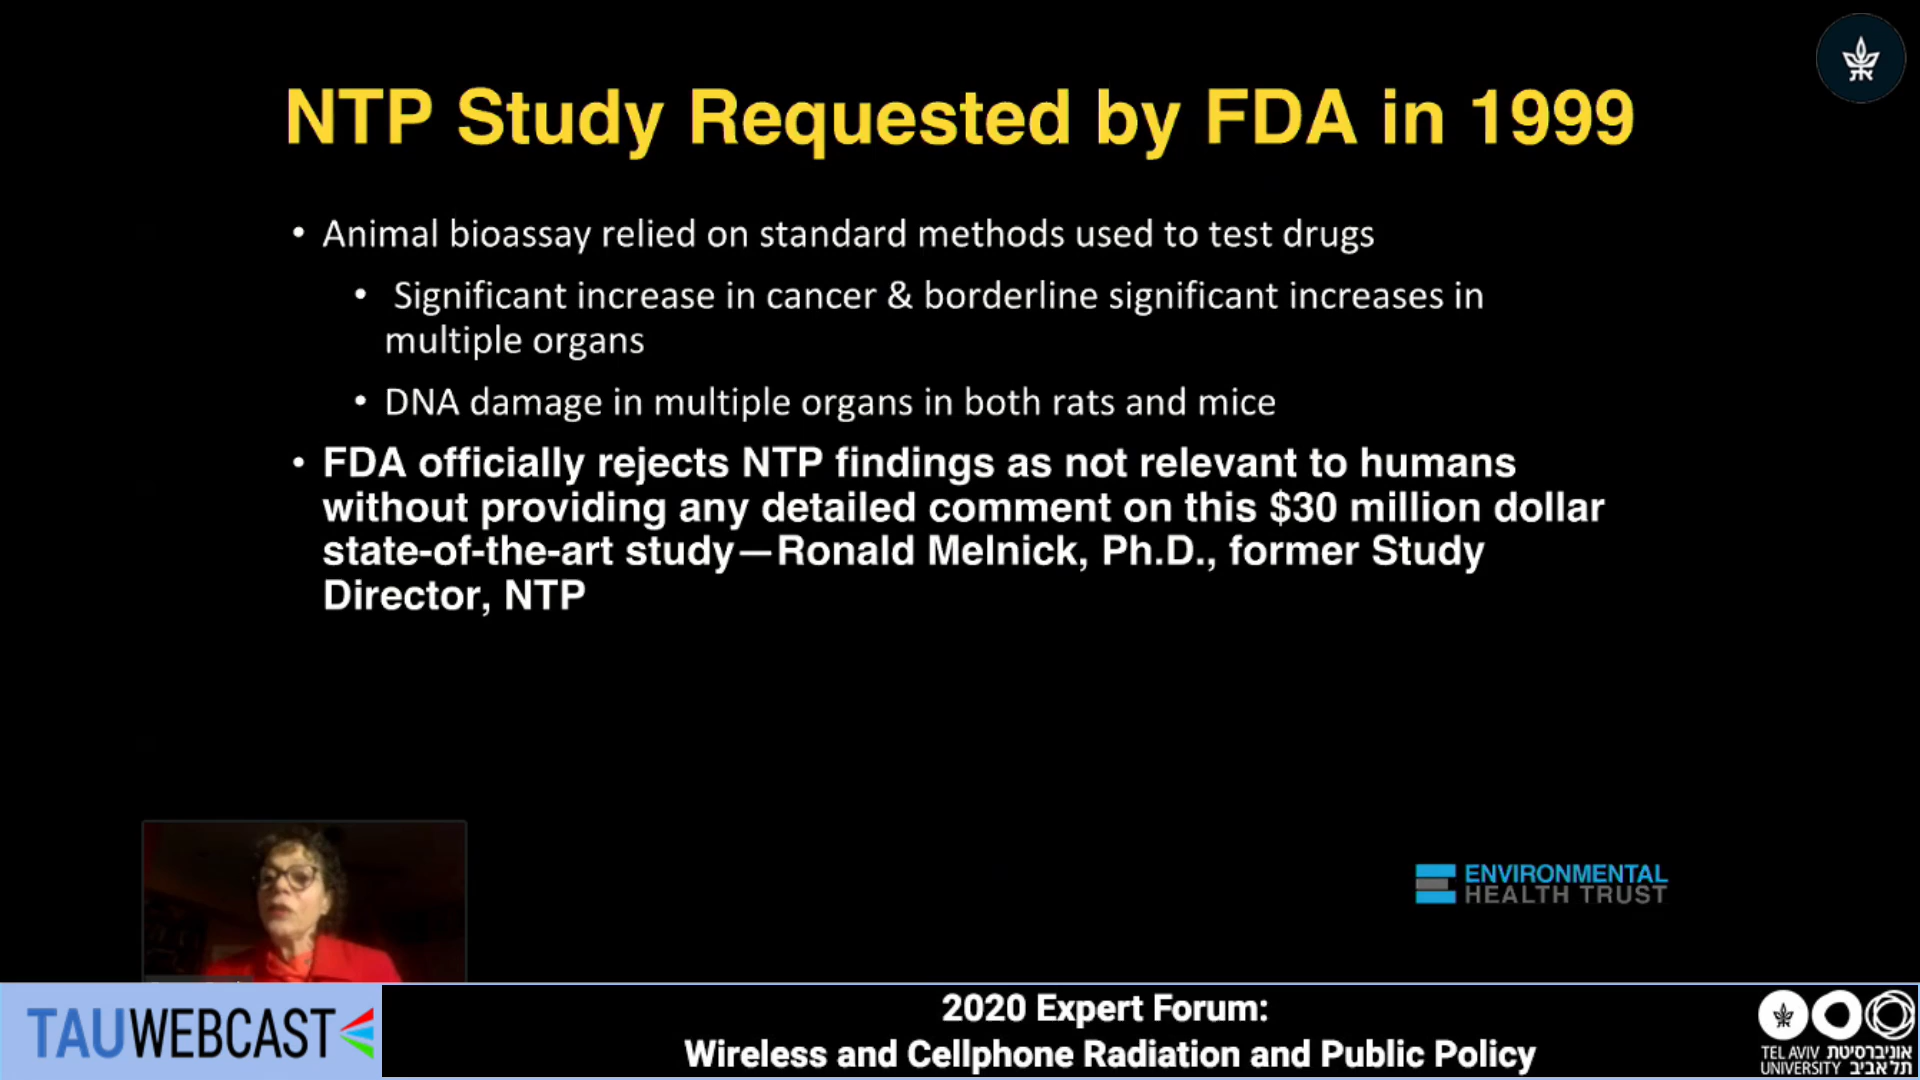 NTP Study Requested by FDA in 1999
• Animal bioassay relied on standard methods used to test drugs
• Significant increase in cancer & borderline significant increases in
multiple organs
• DNA damage in multiple organs in both rats and mice
• FDA officially rejects NTP findings as not relevant to humans
without providing any detailed comment on this $30 million dollar
state-of-the-art study—Ronald Melnick, Ph.D., former Study
Director, NTP
ENVIRONMENTAL
HEALTH TRUST
TAUWEBCAST
2020 Expert Forum:
Wireless and Cellphone Radiation and Public Policy
TEL AVIV אוניברסיטת
UNIVERSITY תל אביב